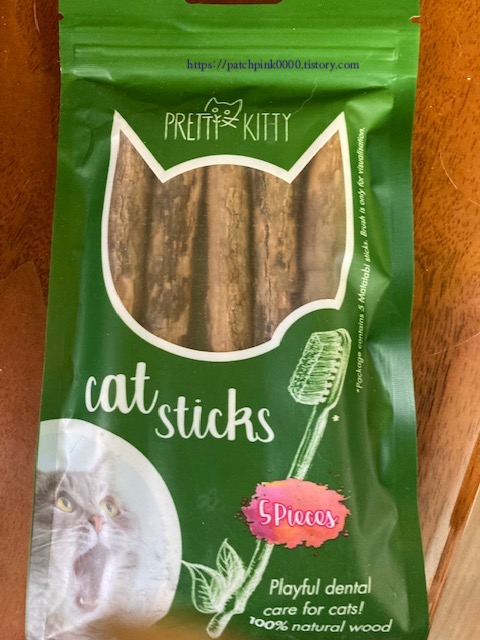 https://patchpink0000.tistory.com
PRETTY KITTY
*Package contains 5 Matatabi sticks. Brush is only for visualisation.
cat
sticks
*
5 Pieces
Playful dental
care for cats!
100% natural wood